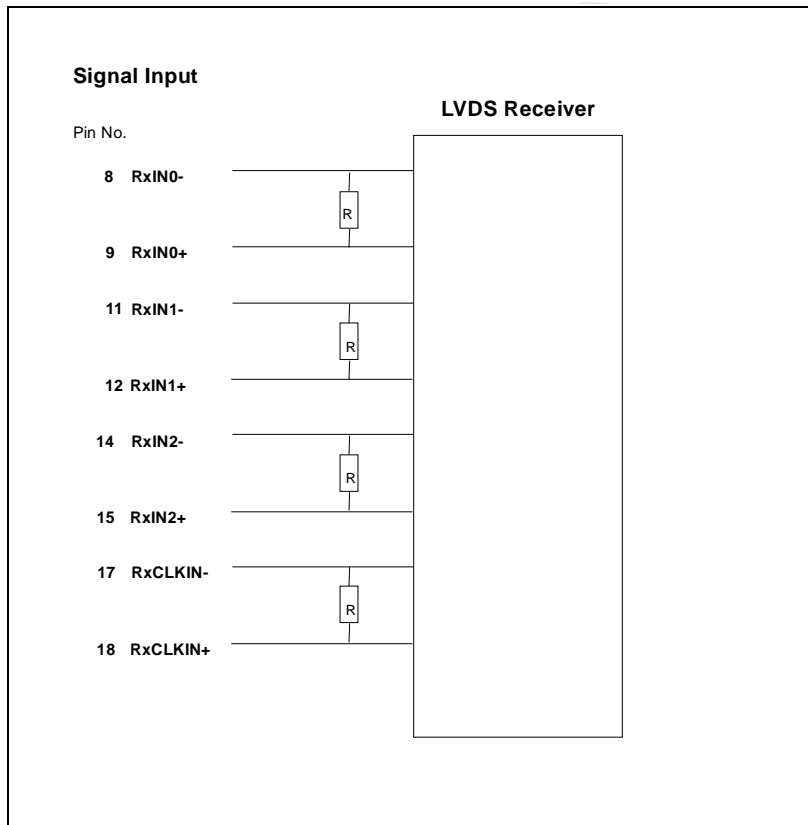 Signal Input
LVDS Receiver
Pin No.
8 RxIN0-
R
9 RxIN0+
11 RxIN1-
R
12 RxIN1+
14 RxIN2-
R
15 RxIN2+
17 RxCLKIN-
R
18 RxCLKIN+